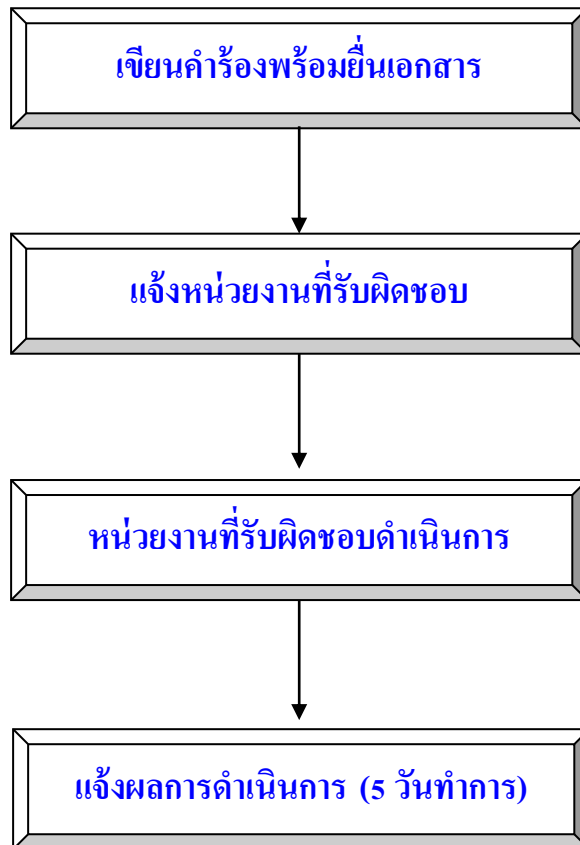 เขียนคำร้องพร้อมยื่นเอกสาร
แจ้งหน่วยงานที่รับผิดชอบ
หน่วยงานที่รับผิดชอบดำเนินการ
แจ้งผลการดำเนินการ (5 วันทำการ)